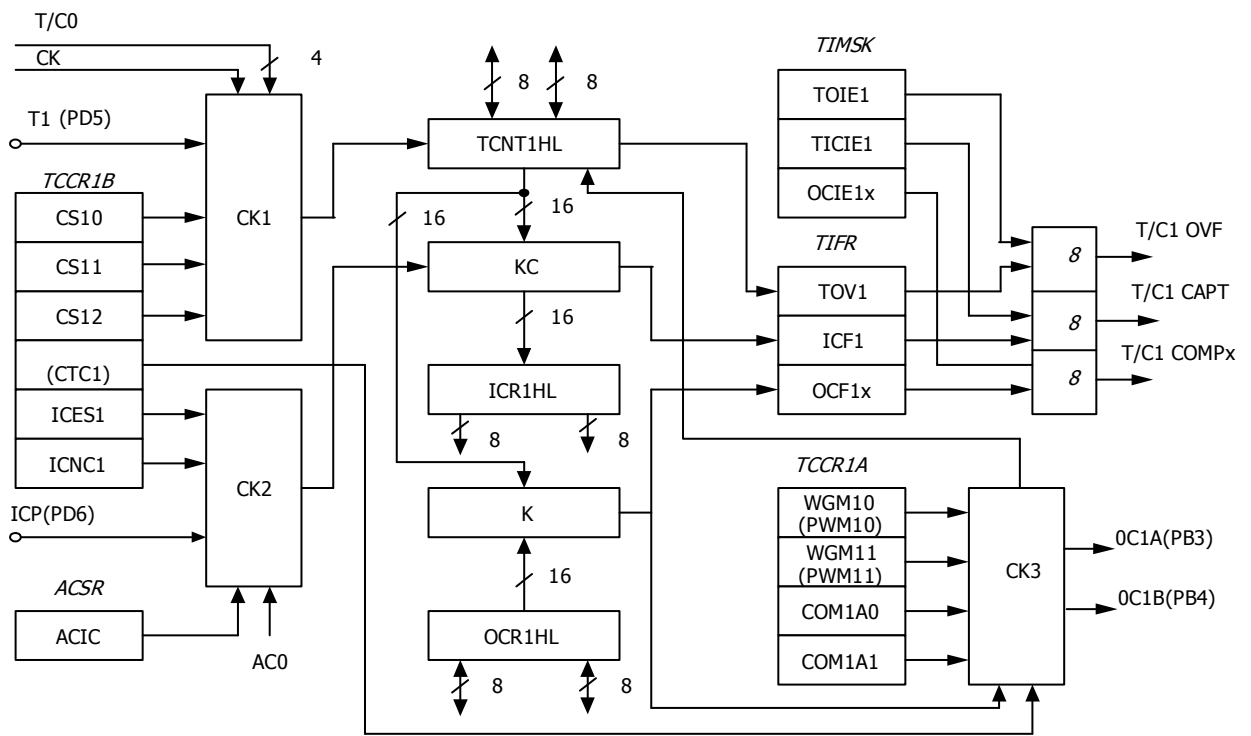 T/C0
CK
4
T1 (PD5)
TCCR1B
CS10
CS11
CS12
(CTC1)
ICES1
ICNC1
CK1
ICP(PD6)
CK2
ACSR
ACIC
AC0
8
8
TCNT1HL
16
16
KC
16
ICR1HL
8
8
K
16
OCR1HL
8
8
TIMSK
TOIE1
TICIE1
OCIE1x
TIFR
TOV1
ICF1
OCF1x
8
8
8
T/C1 OVF
T/C1 CAPT
T/C1 COMPx
TCCR1A
WGM10
(PWM10)
WGM11
(PWM11)
COM1A0
COM1A1
CK3
0C1A(PB3)
0C1B(PB4)